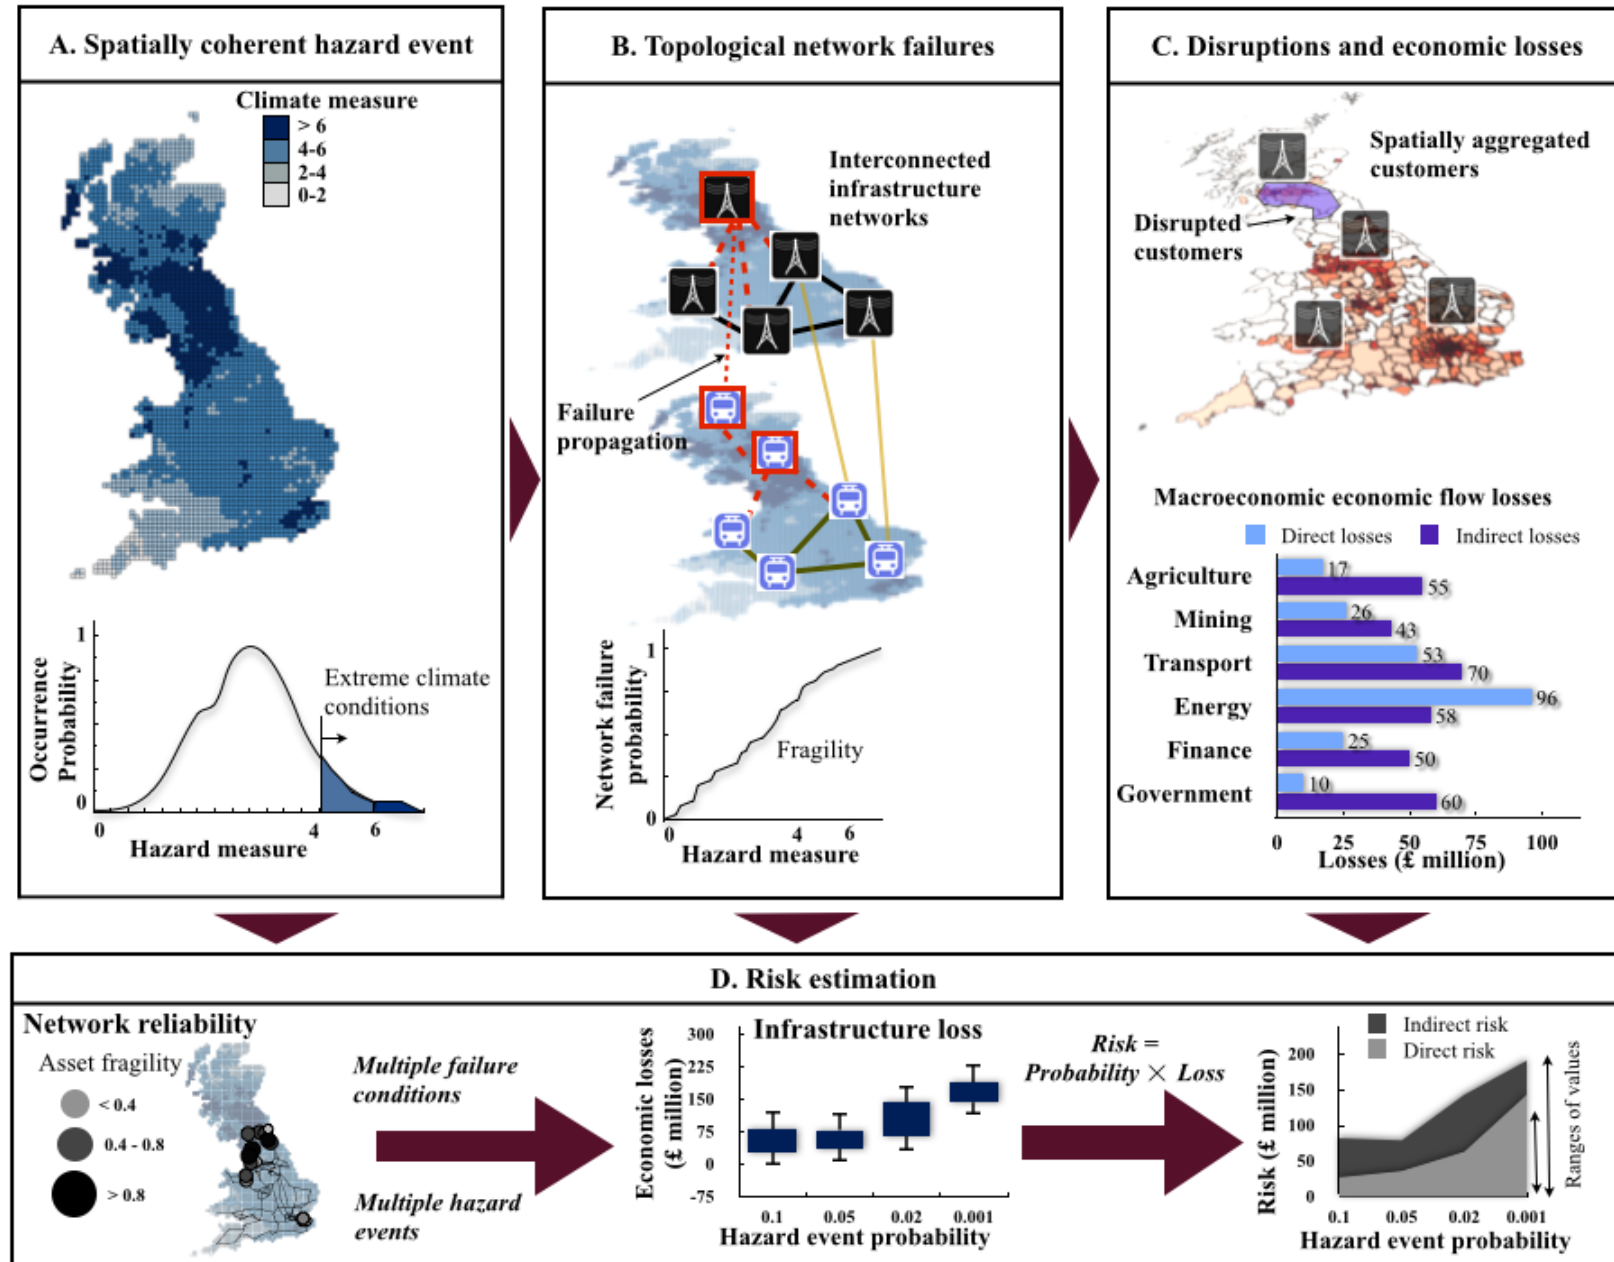 A. Spatially coherent hazard event
Climate measure
> 6
4-6
2-4
0-2
Occurrence
Probability
1
0
Extreme climate
conditions
0
4
6
Hazard measure
B. Topological network failures
Interconnected
infrastructure
networks
Failure
propagation
Network failure
probability
1
0
Fragility
0
4
6
Hazard measure
C. Disruptions and economic losses
Spatially aggregated
customers
Disrupted
customers
Macroeconomic economic flow losses
Direct losses
Indirect losses
Agriculture
17
55
Mining
26
43
Transport
53
70
Energy
96
58
Finance
25
50
Government
10
60
0
25
50
75
100
Losses (£ million)
D. Risk estimation
Network reliability
Asset fragility
< 0.4
0.4 - 0.8
> 0.8
Multiple failure
conditions
Multiple hazard
events
Infrastructure loss
Economic losses
(£ million)
300
225
150
75
0
-75
0.1
0.05
0.02
0.001
Hazard event probability
Risk =
Probability × Loss
Indirect risk
Direct risk
Risk (£ million)
200
150
100
50
0
Ranges of values
0.1
0.05
0.02
0.001
Hazard event probability